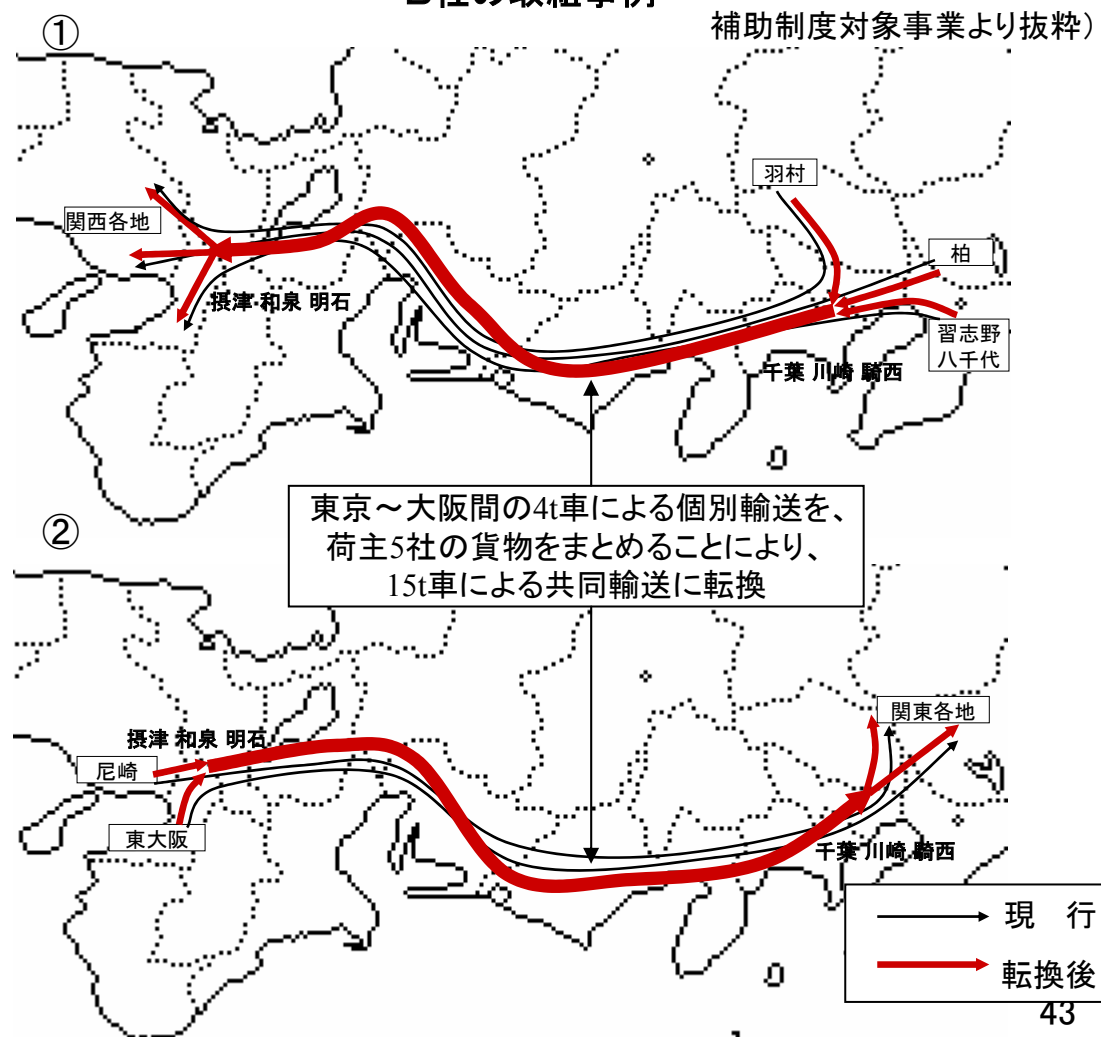 補助制度対象事業より抜粋）
①
羽村
関西各地
柏
摂津 和泉 明石
習志野
八千代
千葉 川崎 騎西
東京～大阪間の4t車による個別輸送を、
荷主5社の貨物をまとめることにより、
15t車による共同輸送に転換
②
関東各地
摂津 和泉 明石
尼崎
東大阪
千葉 川崎 騎西
現　行
転換後
43